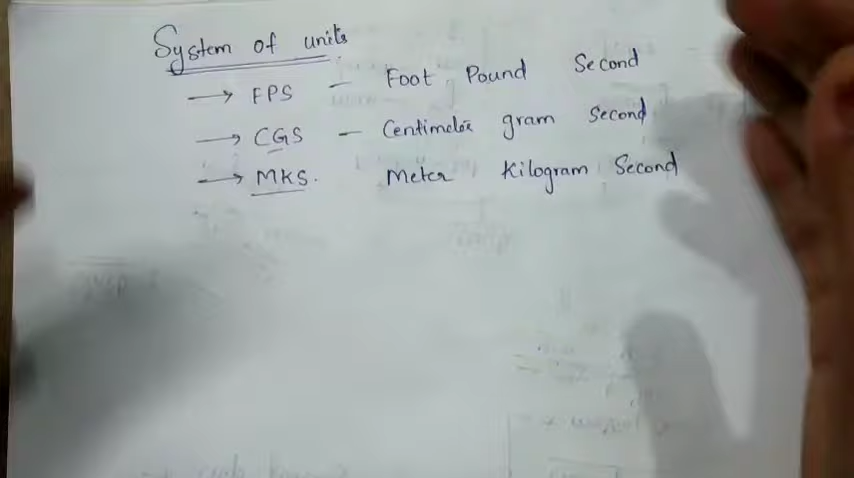 System of units
→ FPS - Foot Pound Second
→ CGS - Centimeter gram Second
→ MKS. Meter Kilogram Second